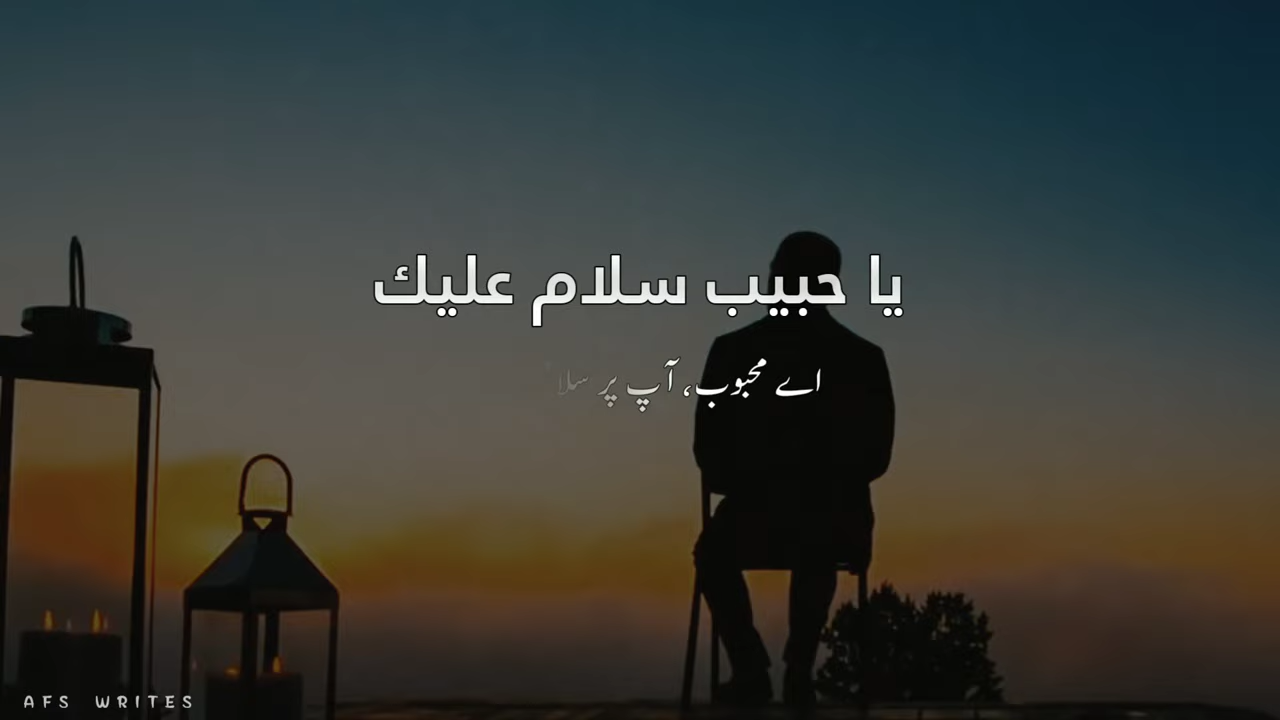 يا حبيب سلام عليك
اے محبوب، آپ پر
AFS WRITES